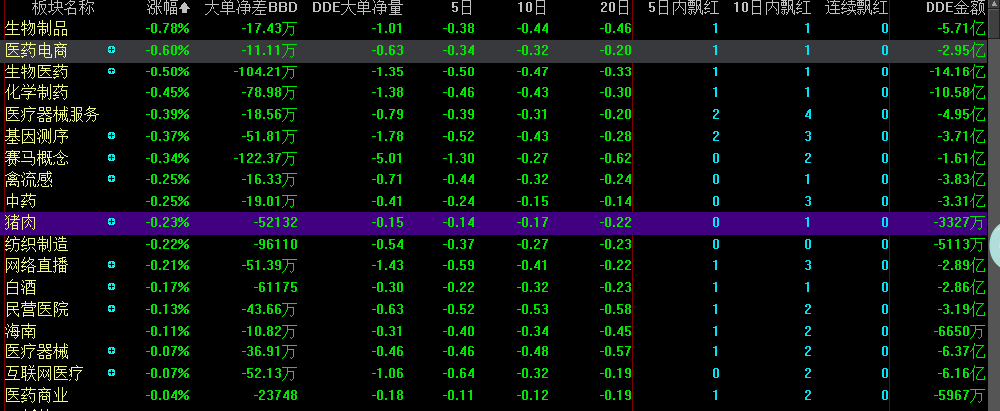 板块名称 涨幅 大单净差BBD DDE大单净量 5日 10日 20日 5日内飘红 10日内飘红 连续飘红 DDE金额
生物制品 -0.78% -17.43万 -1.01 -0.38 -0.44 -0.46 1 1 0 -5.71亿
医药电商 -0.60% -11.11万 -0.63 -0.34 -0.32 -0.20 1 1 0 -2.95亿
生物医药 -0.50% -104.21万 -1.35 -0.50 -0.47 -0.33 1 1 0 -14.16亿
化学制药 -0.45% -78.98万 -1.38 -0.46 -0.43 -0.30 1 1 0 -10.58亿
医疗器械服务 -0.39% -18.56万 -0.79 -0.39 -0.31 -0.20 2 4 0 -4.95亿
基因测序 -0.37% -51.81万 -1.78 -0.52 -0.43 -0.28 2 3 0 -3.71亿
赛马概念 -0.34% -122.37万 -5.01 -1.30 -0.27 -0.62 0 2 0 -1.61亿
禽流感 -0.25% -16.33万 -0.71 -0.44 -0.32 -0.24 0 1 0 -3.83亿
中药 -0.25% -19.01万 -0.41 -0.24 -0.15 -0.14 0 3 0 -3.31亿
猪肉 -0.23% -52132 -0.15 -0.14 -0.17 -0.22 0 1 0 -3327万
纺织制造 -0.22% -96110 -0.54 -0.37 -0.27 -0.23 0 0 0 -5113万
网络直播 -0.21% -51.39万 -1.43 -0.59 -0.41 -0.22 1 3 0 -2.89亿
白酒 -0.17% -61175 -0.30 -0.22 -0.32 -0.23 1 1 0 -2.86亿
民营医院 -0.13% -43.66万 -0.63 -0.52 -0.53 -0.58 1 2 0 -3.19亿
海南 -0.11% -10.82万 -0.31 -0.40 -0.34 -0.45 1 2 0 -6650万
医疗器械 -0.07% -36.91万 -0.46 -0.46 -0.48 -0.57 1 2 0 -6.37亿
互联网医疗 -0.07% -52.13万 -1.06 -0.64 -0.32 -0.19 0 2 0 -6.16亿
医药商业 -0.04% -23748 -0.18 -0.11 -0.12 -0.19 1 2 0 -5967万